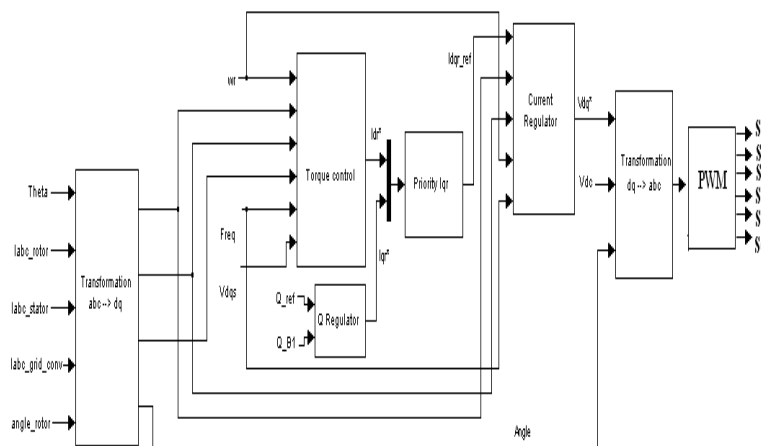 wr
Torque control
Idr*
Iqr*
Priority Iqr
Idqr_ref
Current
Regulator
Vdq*
Vdc
Transformation
dq --> abc
PWM
S
S
S
S
S
S
Theta
Iabc_rotor
Iabc_stator
Iabc_grid_conv
angle_rotor
Transformation
abc --> dq
Freq
Vdqs
Q_ref
Q_B1
Q Regulator
Angle